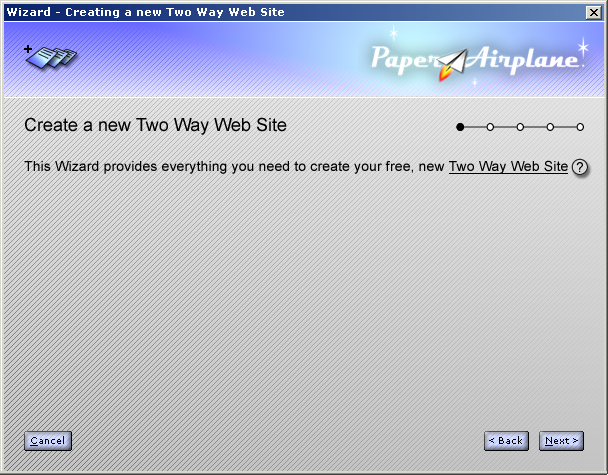 Wizard - Creating a new Two Way Web Site
Paper Airplane
Create a new Two Way Web Site
This Wizard provides everything you need to create your free, new Two Way Web Site ?
Cancel
< Back
Next >